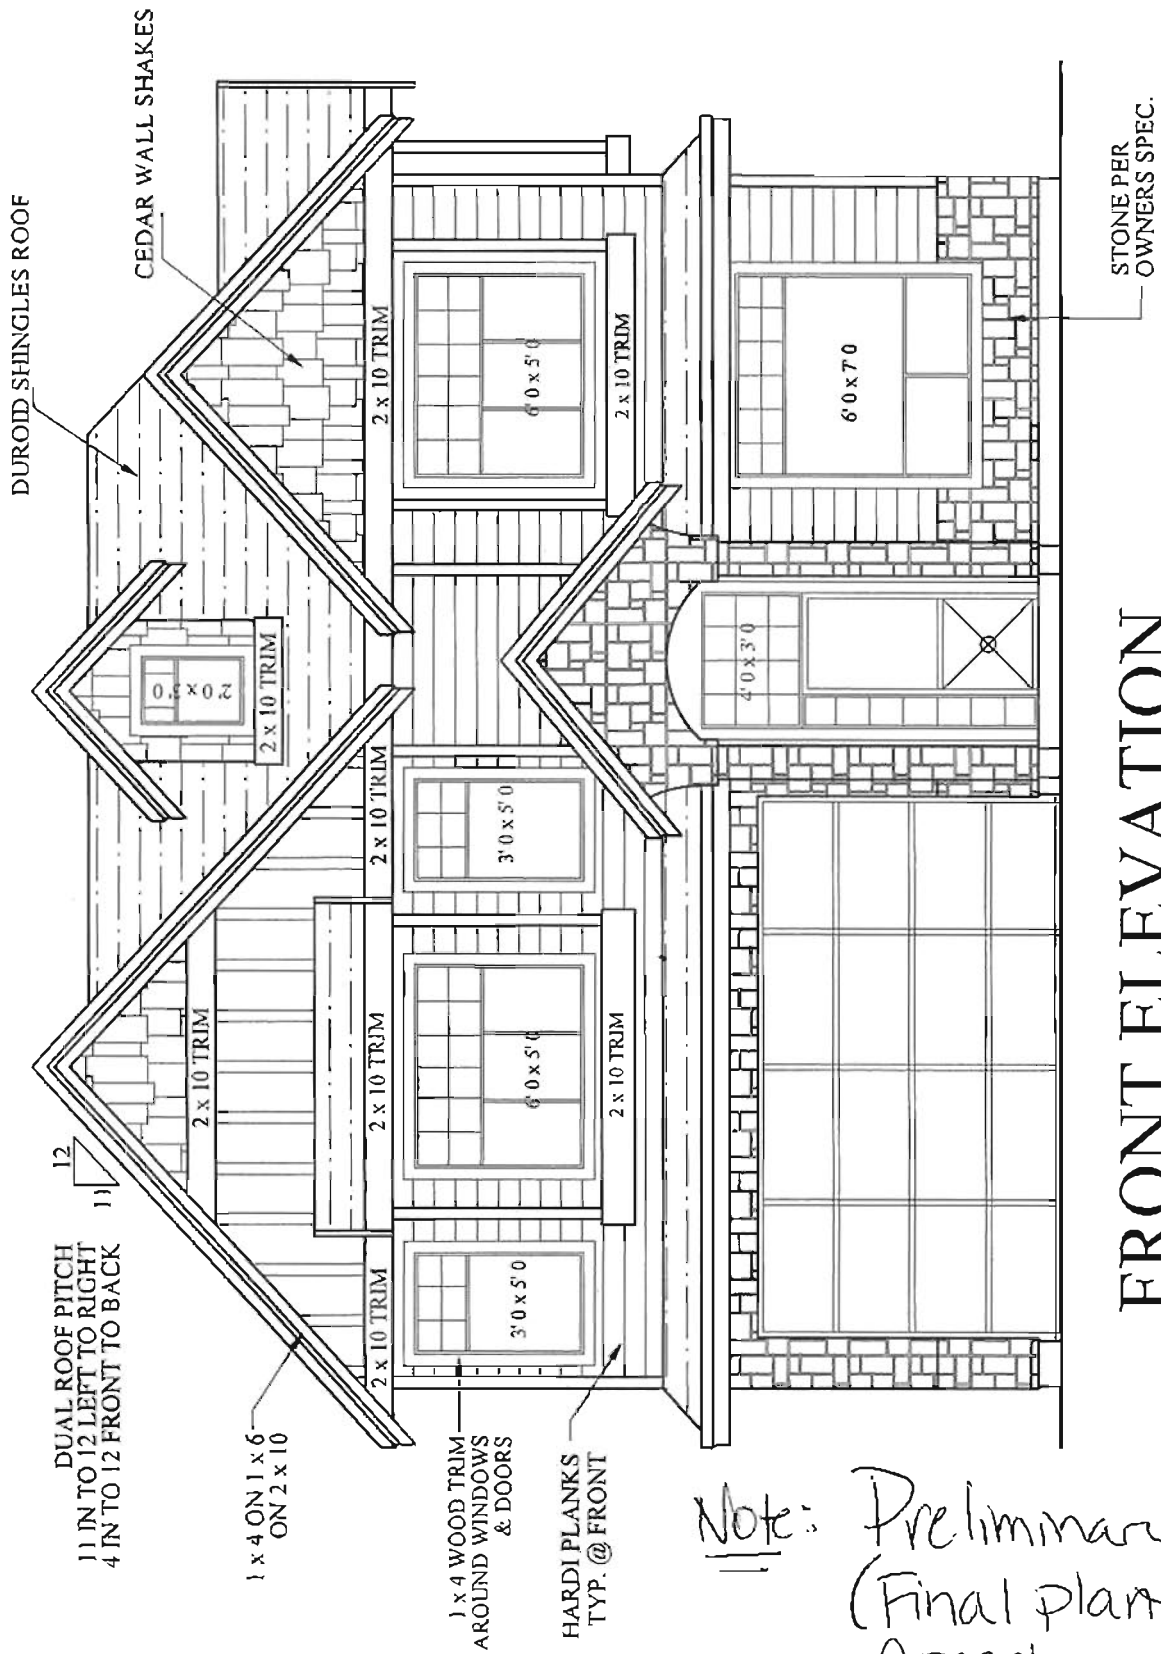 DUROID SHINGLES ROOF
CEDAR WALL SHAKES
DUAL ROOF PITCH
11 IN TO 12 LEFT TO RIGHT
4 IN TO 12 FRONT TO BACK
12
11
1 x 4 ON 1 x 6
ON 2 x 10
2' 0 x 3' 0
2 x 10 TRIM
2 x 10 TRIM
2 x 10 TRIM
2 x 10 TRIM
2 x 10 TRIM
2 x 10 TRIM
1 x 4 WOOD TRIM
AROUND WINDOWS
& DOORS
3' 0 x 5' 0
6' 0 x 5' 0
3' 0 x 5' 0
6' 0 x 5' 0
2 x 10 TRIM
2 x 10 TRIM
HARDI PLANKS
TYP. @ FRONT
4' 0 x 3' 0
6' 0 x 7' 0
STONE PER
OWNERS SPEC.
FRONT ELEVATION
Note: Preliminar
(Final plan